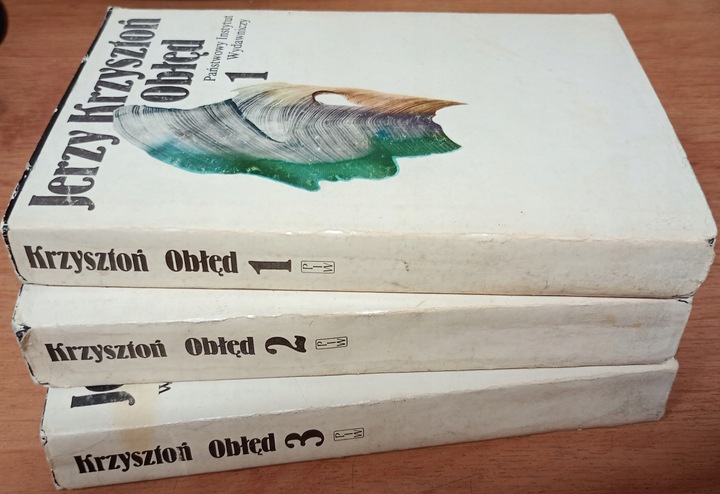 Jerzy Krzysztoń
Obłęd
Państwowy Instytut
Wydawniczy
1
Krzysztoń Obłęd 1 PIW
Krzysztoń Obłęd 2 PIW
Je
W
Krzysztoń Obłęd 3 PIW